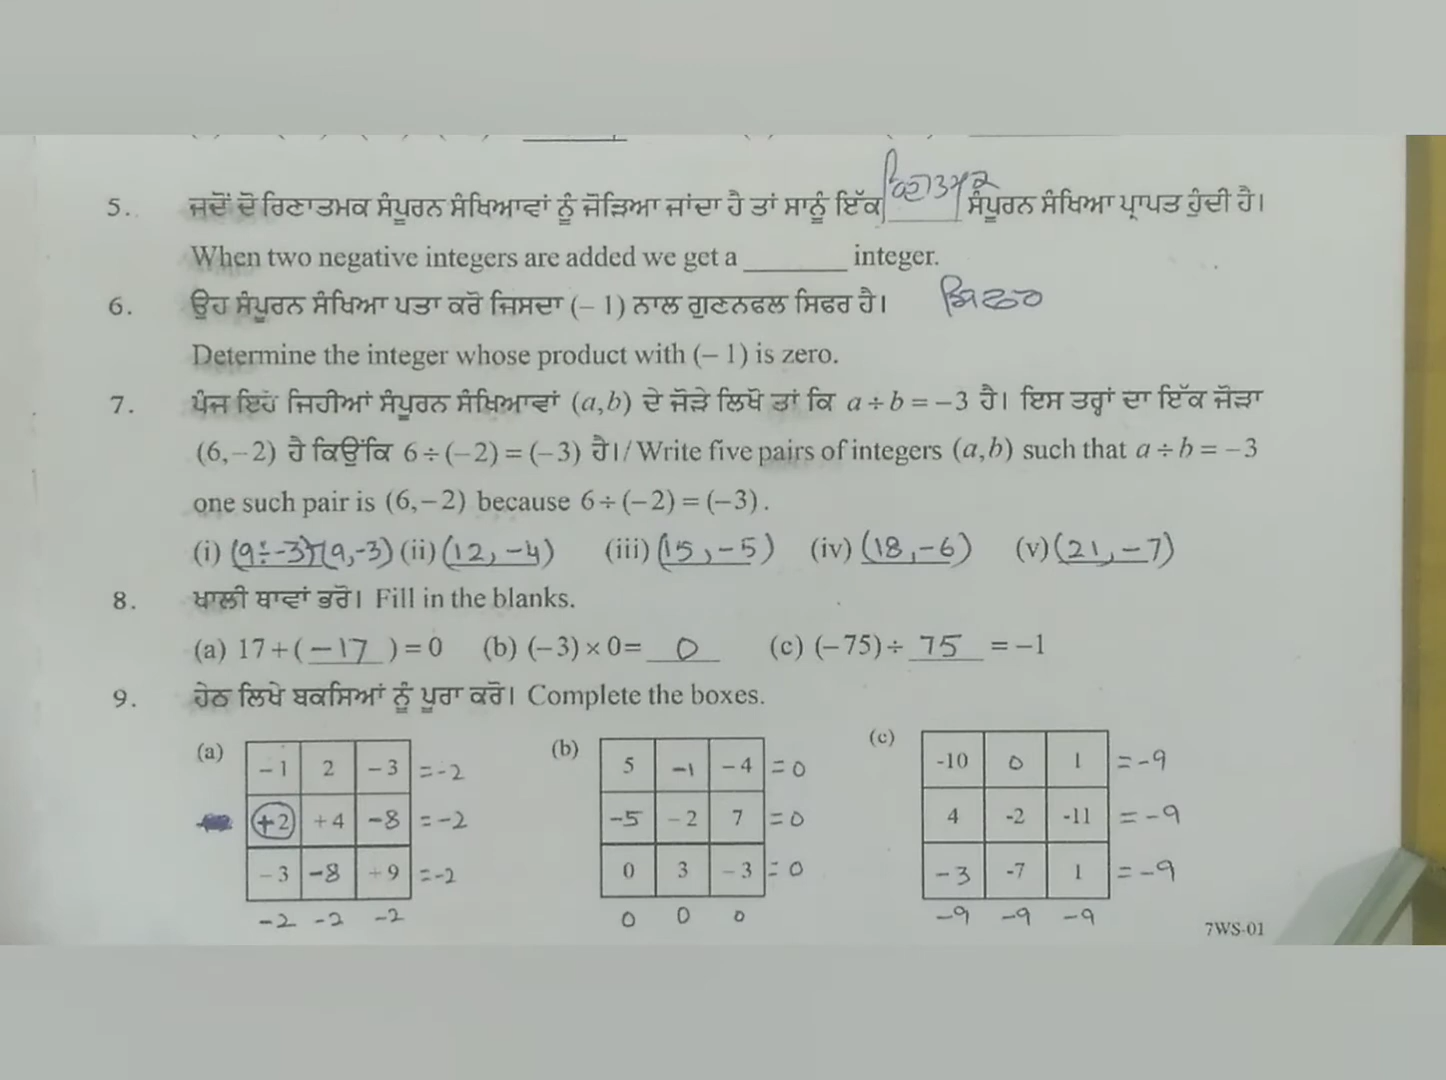 5. ਜਦੋਂ ਦੋ ਰਿਣਾਤਮਕ ਸੰਪੂਰਨ ਸੰਖਿਆਵਾਂ ਨੂੰ ਜੋੜਿਆ ਜਾਂਦਾ ਹੈ ਤਾਂ ਸਾਨੂੰ ਇੱਕ ______ ਸੰਪੂਰਨ ਸੰਖਿਆ ਪ੍ਰਾਪਤ ਹੁੰਦੀ ਹੈ।
When two negative integers are added we get a ________ integer.
6. ਉਹ ਸੰਪੂਰਨ ਸੰਖਿਆ ਪਤਾ ਕਰੋ ਜਿਸਦਾ (– 1) ਨਾਲ ਗੁਣਨਫਲ ਸਿਫਰ ਹੈ।
Determine the integer whose product with (– 1) is zero.
7. ਪੰਜ ਇਹੋ ਜਿਹੀਆਂ ਸੰਪੂਰਨ ਸੰਖਿਆਵਾਂ (a,b) ਦੇ ਜੋੜੇ ਲਿਖੋ ਤਾਂ ਕਿ a ÷ b = –3 ਹੈ। ਇਸ ਤਰ੍ਹਾਂ ਦਾ ਇੱਕ ਜੋੜਾ
(6,–2) ਹੈ ਕਿਉਂਕਿ 6 ÷ (–2) = (–3) ਹੈ।/ Write five pairs of integers (a,b) such that a ÷ b = –3
one such pair is (6,–2) because 6 ÷ (–2) = (–3).
(i) (9,-3) (ii) (12, -4) (iii) (15, -5) (iv) (18, -6) (v) (21, -7)
8. ਖਾਲੀ ਥਾਵਾਂ ਭਰੋ। Fill in the blanks.
(a) 17 + ( -17 ) = 0 (b) (–3) × 0= 0 (c) (–75) ÷ 75 = –1
9. ਹੇਠ ਲਿਖੇ ਬਕਸਿਆਂ ਨੂੰ ਪੂਰਾ ਕਰੋ। Complete the boxes.
(a) – 1 2 – 3 = -2 (b) 5 -1 – 4 = 0 (c) -10 0 1 = -9
+2 + 4 -8 = -2 -5 – 2 7 = 0 4 -2 -11 = -9
– 3 -8 + 9 = -2 0 3 – 3 = 0 -3 -7 1 = -9
-2 -2 -2 0 0 0 -9 -9 -9
7WS-01